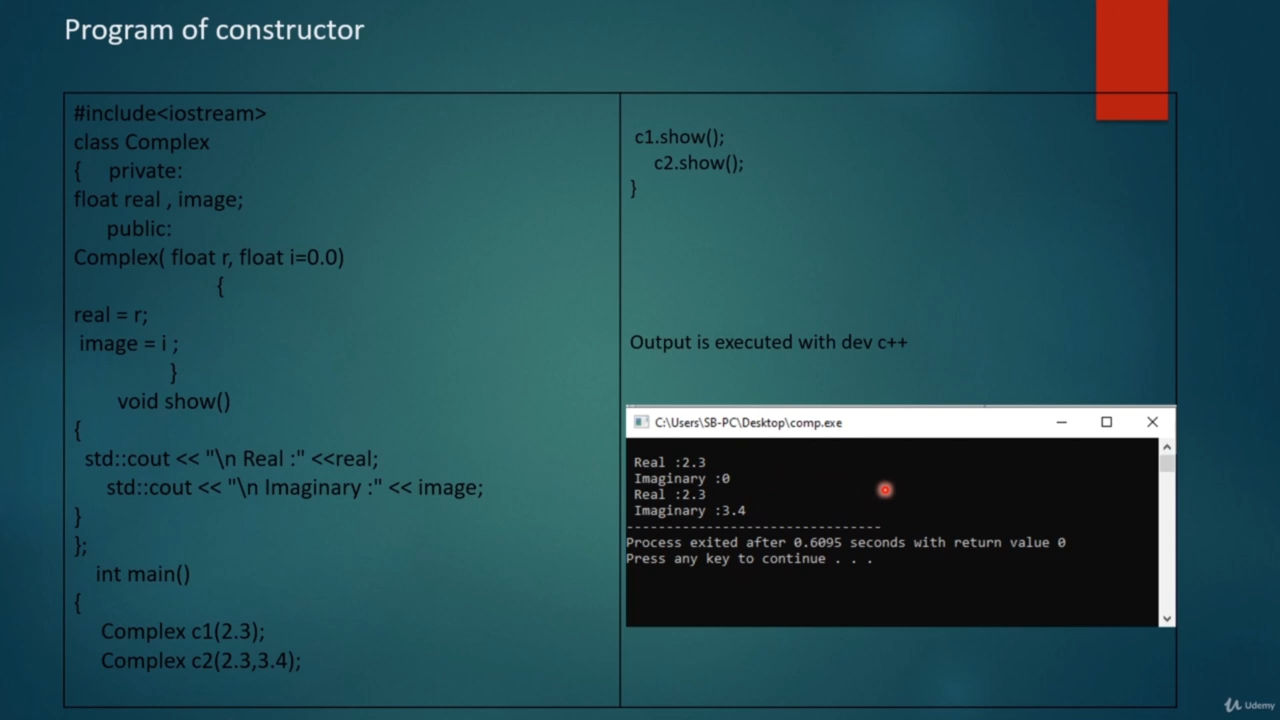 Program of constructor
#include<iostream>
class Complex
{ private:
float real , image;
public:
Complex( float r, float i=0.0)
{
real = r;
image = i ;
}
void show()
{
std::cout << "\n Real :" <<real;
std::cout << "\n Imaginary :" << image;
}
};
int main()
{
Complex c1(2.3);
Complex c2(2.3,3.4);
c1.show();
c2.show();
}
Output is executed with dev c++
C:\Users\SB-PC\Desktop\comp.exe
Real :2.3
Imaginary :0
Real :2.3
Imaginary :3.4
--------------------------------
Process exited after 0.6095 seconds with return value 0
Press any key to continue . . .
Udemy